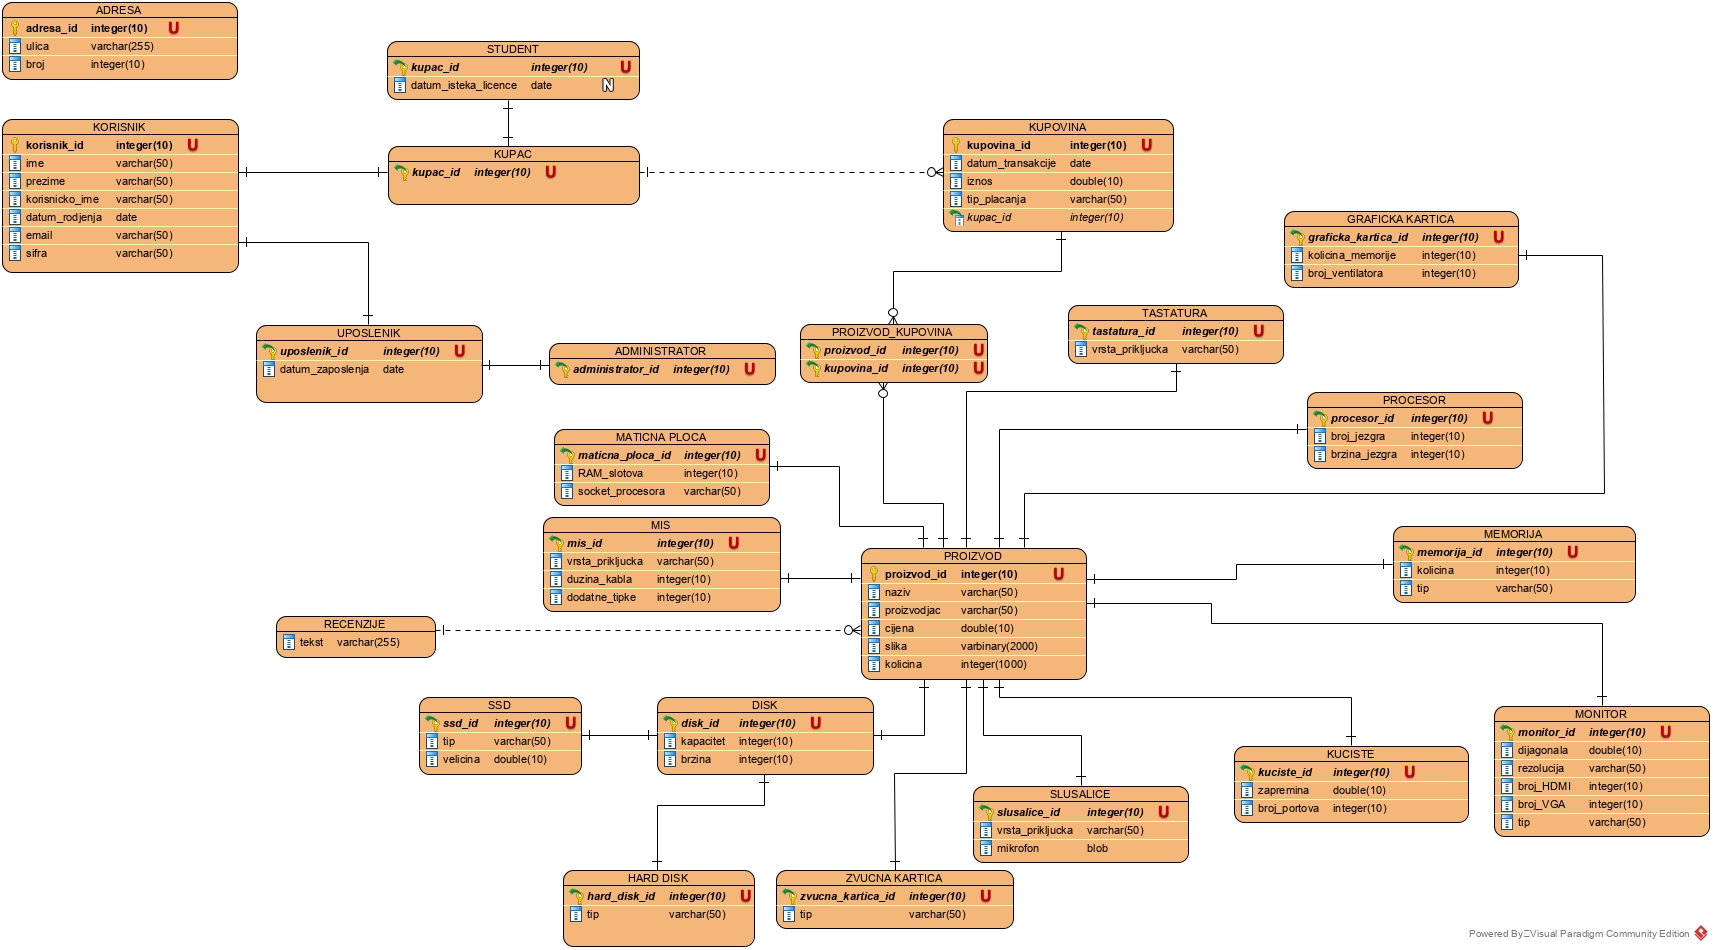 ADRESA
adresa_id integer(10) U
ulica varchar(255)
broj integer(10)
STUDENT
kupac_id integer(10) U
datum_isteka_licence date N
KORISNIK
korisnik_id integer(10) U
ime varchar(50)
prezime varchar(50)
korisnicko_ime varchar(50)
datum_rodjenja date
email varchar(50)
sifra varchar(50)
KUPAC
kupac_id integer(10) U
KUPOVINA
kupovina_id integer(10) U
datum_transakcije date
iznos double(10)
tip_placanja varchar(50)
kupac_id integer(10)
GRAFICKA KARTICA
graficka_kartica_id integer(10) U
kolicina_memorije integer(10)
broj_ventilatora integer(10)
UPOSLENIK
uposlenik_id integer(10) U
datum_zaposlenja date
ADMINISTRATOR
administrator_id integer(10) U
PROIZVOD_KUPOVINA
proizvod_id integer(10) U
kupovina_id integer(10) U
TASTATURA
tastatura_id integer(10) U
vrsta_prikljucka varchar(50)
PROCESOR
procesor_id integer(10) U
broj_jezgra integer(10)
brzina_jezgra integer(10)
MATICNA PLOCA
maticna_ploca_id integer(10) U
RAM_slotova integer(10)
socket_procesora varchar(50)
MIS
mis_id integer(10) U
vrsta_prikljucka varchar(50)
duzina_kabla integer(10)
dodatne_tipke integer(10)
PROIZVOD
proizvod_id integer(10) U
naziv varchar(50)
proizvodjac varchar(50)
cijena double(10)
slika varbinary(2000)
kolicina integer(1000)
MEMORIJA
memorija_id integer(10) U
kolicina integer(10)
tip varchar(50)
RECENZIJE
tekst varchar(255)
SSD
ssd_id integer(10) U
tip varchar(50)
velicina double(10)
DISK
disk_id integer(10) U
kapacitet integer(10)
brzina integer(10)
MONITOR
monitor_id integer(10) U
dijagonala double(10)
rezolucija varchar(50)
broj_HDMI integer(10)
broj_VGA integer(10)
tip varchar(50)
KUCISTE
kuciste_id integer(10) U
zapremina double(10)
broj_portova integer(10)
SLUSALICE
slusalice_id integer(10) U
vrsta_prikljucka varchar(50)
mikrofon blob
HARD DISK
hard_disk_id integer(10) U
tip varchar(50)
ZVUCNA KARTICA
zvucna_kartica_id integer(10) U
tip varchar(50)
Powered By Visual Paradigm Community Edition